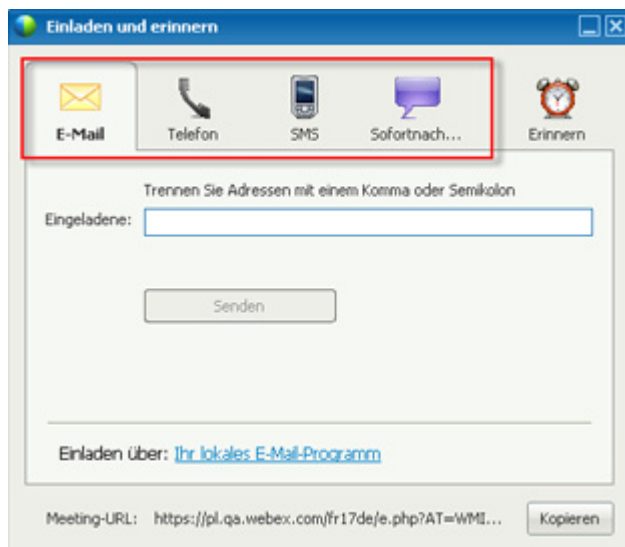 Einladen und erinnern
E-Mail Telefon SMS Sofortnach... Erinnern
Trennen Sie Adressen mit einem Komma oder Semikolon
Eingeladene:
Senden
Einladen über: Ihr lokales E-Mail-Programm
Meeting-URL: https://pl.qa.webex.com/fr17de/e.php?AT=WMI... Kopieren